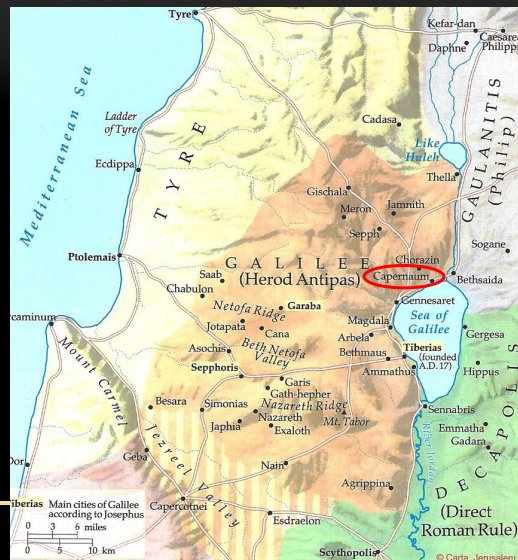 Tyre
Kefar-dan
Daphne
Caesarea
Philippi
Mediterranean Sea
Ladder
of Tyre
TYRE
Cadasa
Like
Huleh
Ecdippa
Thella
GAULANITIS
(Philip)
Gischala
Meron
Jamnith
Seph
Sogane
Ptolemais
GALILEE
(Herod Antipas)
Chorazin
Capernaum
Bethsaida
Saab
Chabulon
Gennesaret
Netofa Ridge
Garaba
Sea of
Galilee
carminum
Jotapata
Cana
Magdala
Arbela
Gergesa
Asochis
Beth Netofa
Valley
Bethmaus
Tiberias
(founded
A.D. 17)
Mount Carmel
Sepphoris
Ammathus
Hippus
Garis
Gath-hepher
Besara
Simonias
Nazareth Ridge
Nazareth
Mt. Tabor
Sennabris
Japhia
Exaloth
Emmatha
Gadara
Jezreel Valley
Geba
Dor
Nain
River Jordan
DECAPOLIS
Agrippina
(Direct
Roman Rule)
iberias
Main cities of Galilee
according to Josephus
Capercotnei
0 3 6 miles
0 5 10 km
Esdraelon
Scythopolis
© Carta, Jerusalem